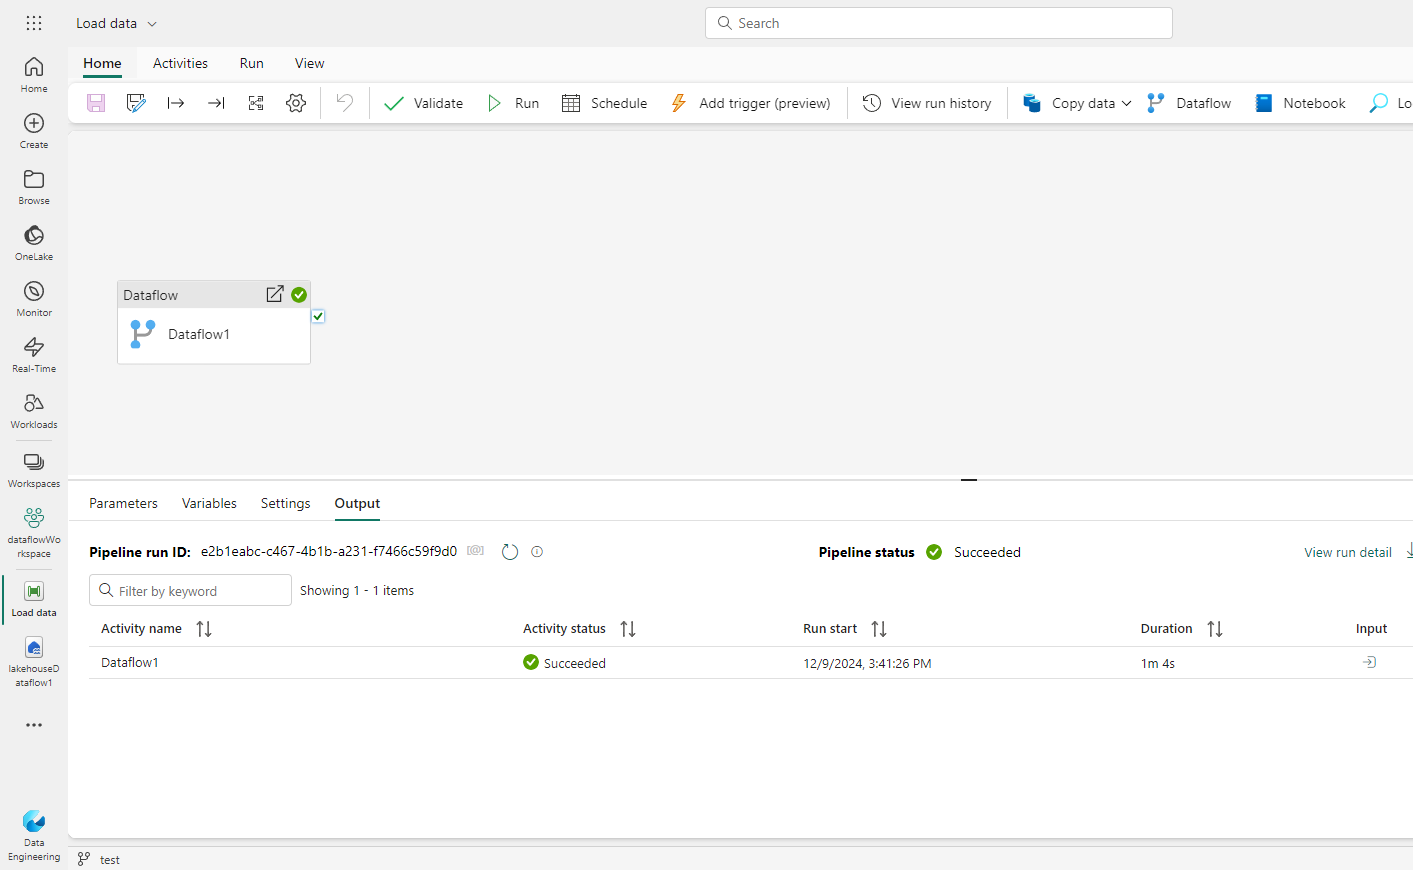 Load data
Search
Home
Activities
Run
View
Validate
Run
Schedule
Add trigger (preview)
View run history
Copy data
Dataflow
Notebook
Lo
Home
Create
Browse
OneLake
Monitor
Real-Time
Workloads
Workspaces
dataflowWo
rkspace
Load data
lakehouseD
ataflow1
Data
Engineering
Dataflow
Dataflow1
Parameters
Variables
Settings
Output
Pipeline run ID: e2b1eabc-c467-4b1b-a231-f7466c59f9d0
Pipeline status
Succeeded
View run detail
Filter by keyword
Showing 1 - 1 items
Activity name
Activity status
Run start
Duration
Input
Dataflow1
Succeeded
12/9/2024, 3:41:26 PM
1m 4s
test